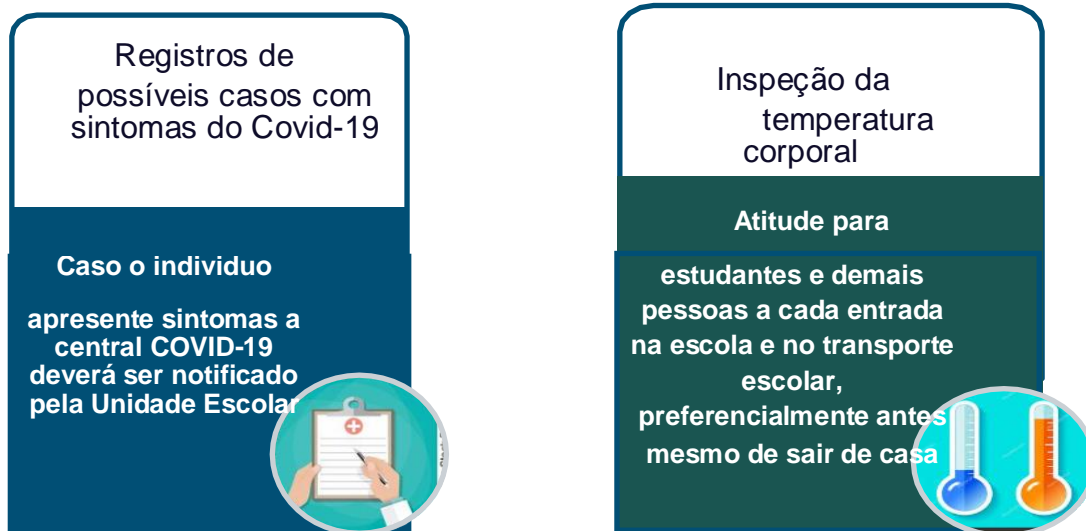 Registros de
possíveis casos com
sintomas do Covid-19
Caso o individuo
apresente sintomas a
central COVID-19
deverá ser notificado
pela Unidade Escolar
Inspeção da
temperatura
corporal
Atitude para
estudantes e demais
pessoas a cada entrada
na escola e no transporte
escolar,
preferencialmente antes
mesmo de sair de casa